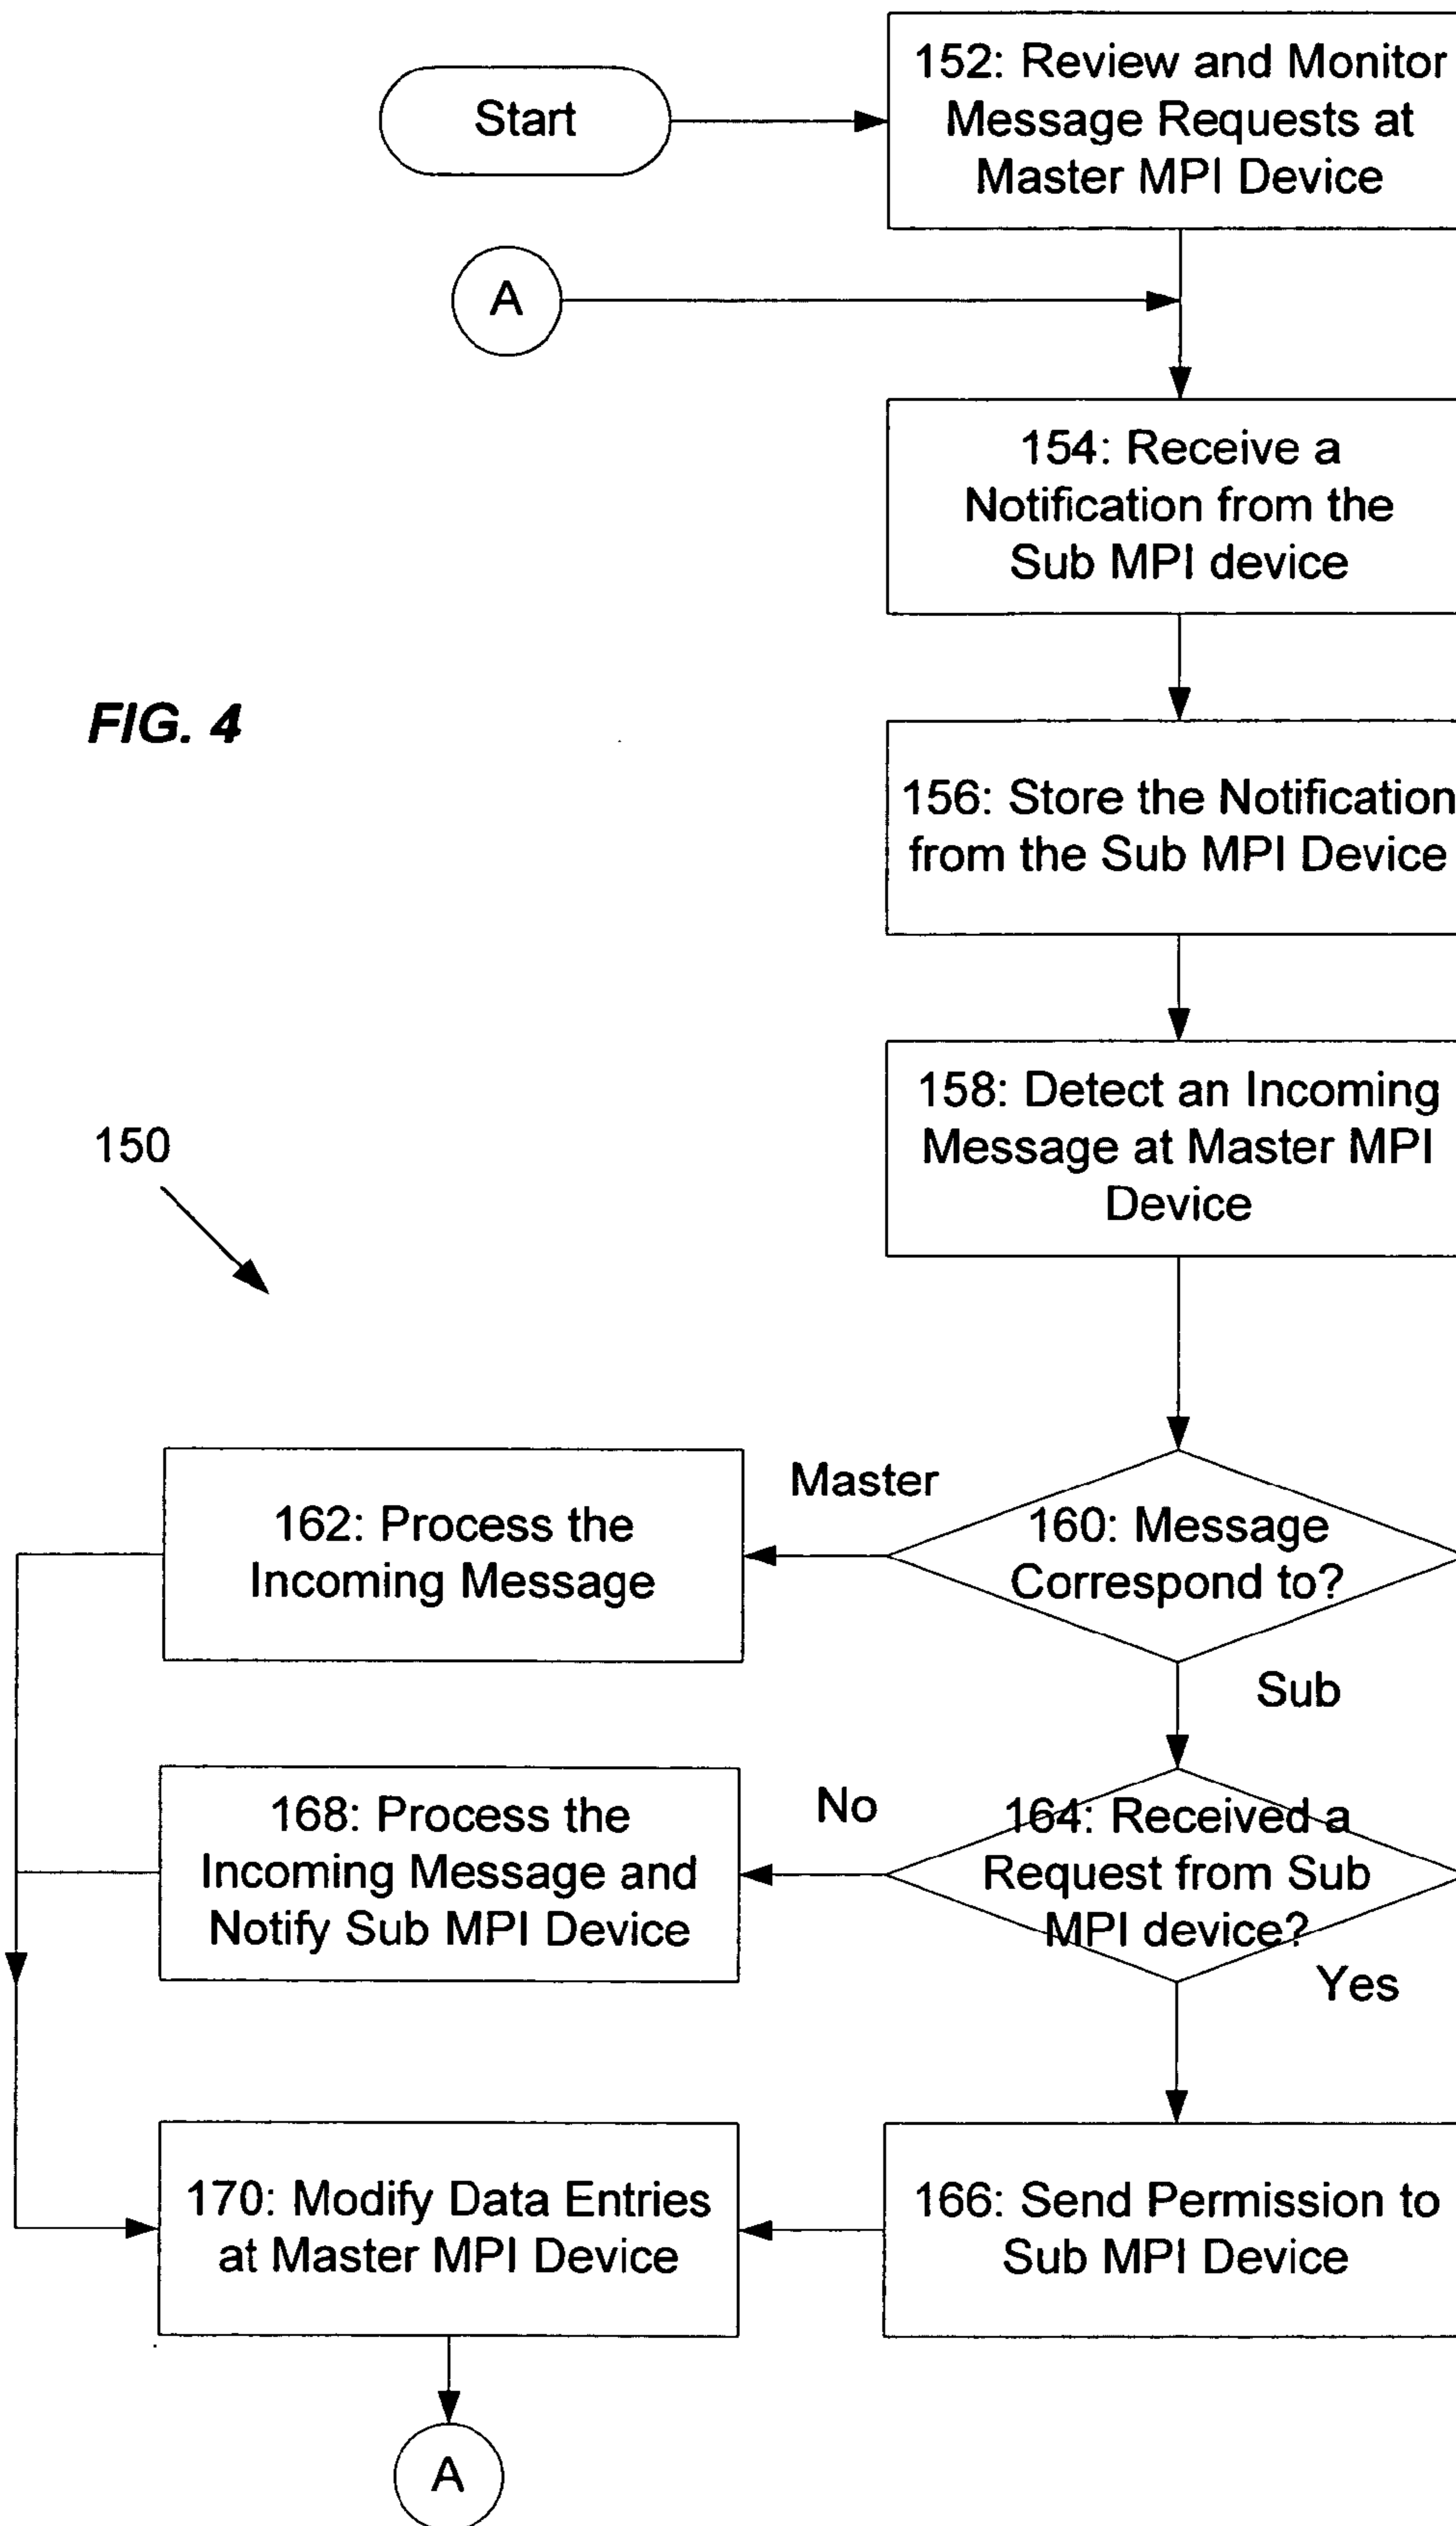 Start
152: Review and Monitor
Message Requests at
Master MPI Device
A
154: Receive a
Notification from the
Sub MPI device
FIG. 4
156: Store the Notification
from the Sub MPI Device
158: Detect an Incoming
Message at Master MPI
Device
150
Master
160: Message
Correspond to?
162: Process the
Incoming Message
Sub
No
164: Received a
Request from Sub
MPI device?
168: Process the
Incoming Message and
Notify Sub MPI Device
Yes
170: Modify Data Entries
at Master MPI Device
166: Send Permission to
Sub MPI Device
A